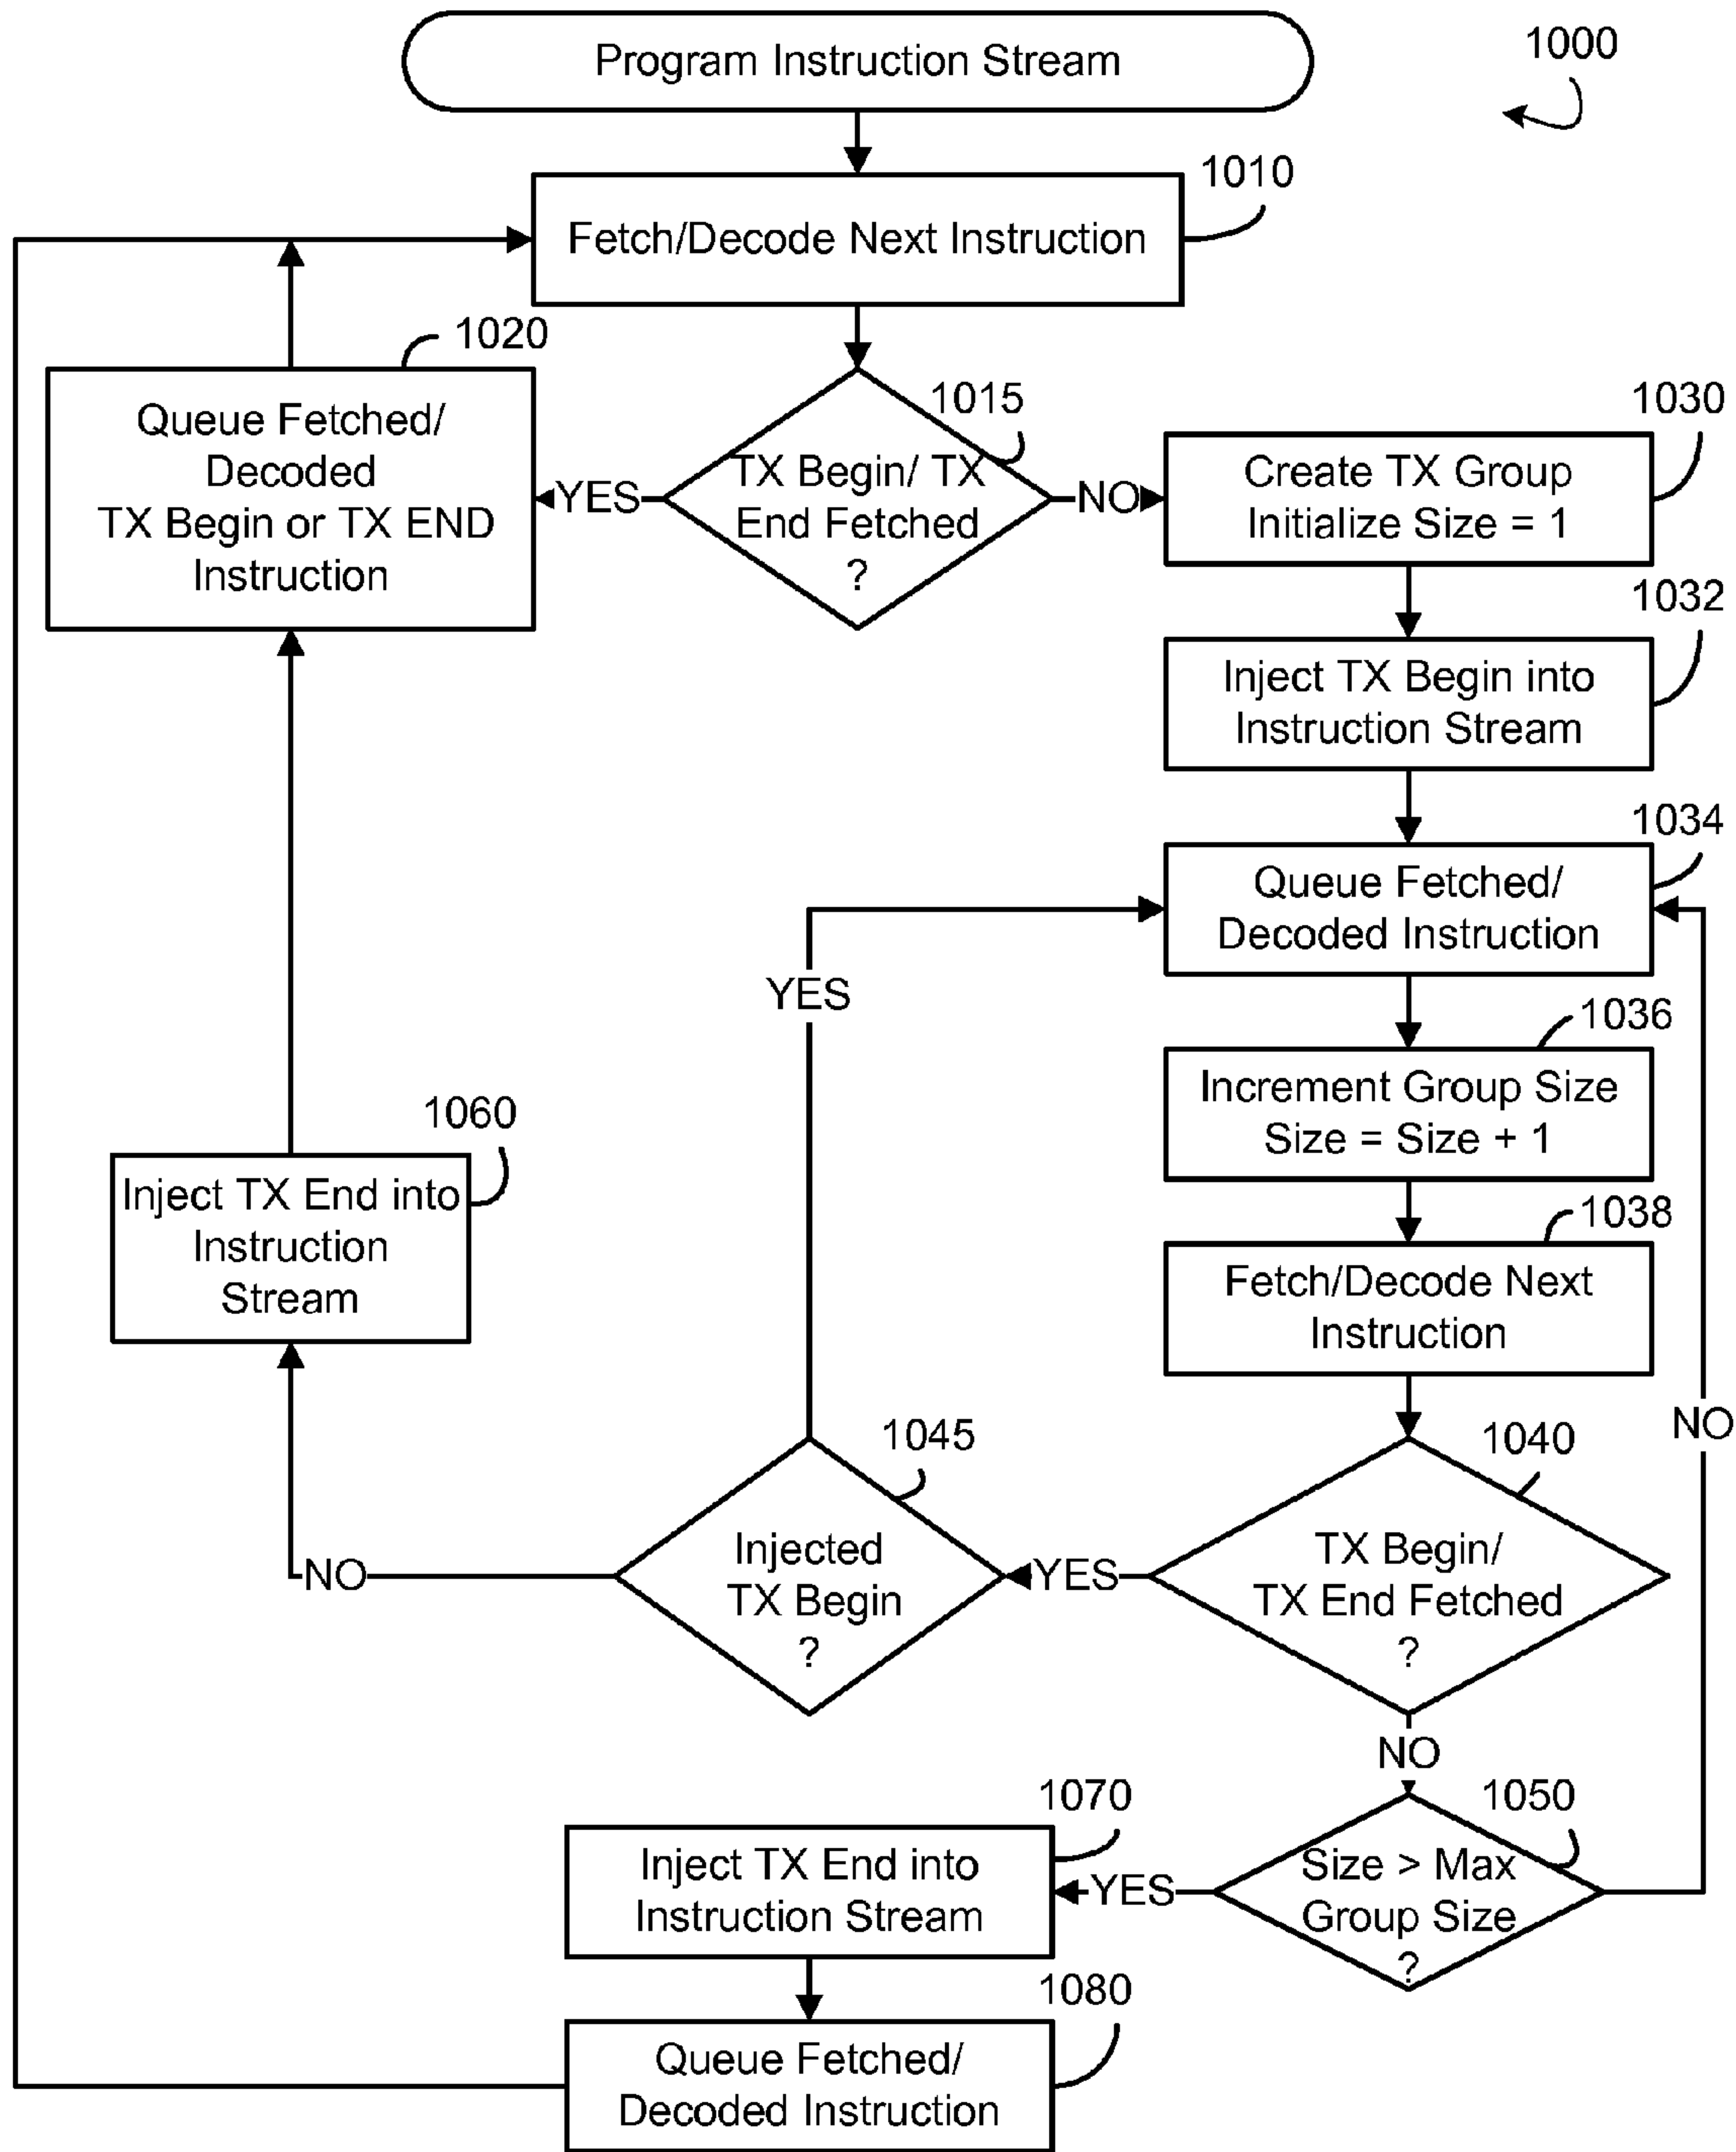 Program Instruction Stream
1000
1010
Fetch/Decode Next Instruction
1020
Queue Fetched/
Decoded
TX Begin or TX END
Instruction
1015
TX Begin/ TX
End Fetched
?
YES
NO
1030
Create TX Group
Initialize Size = 1
1032
Inject TX Begin into
Instruction Stream
1034
Queue Fetched/
Decoded Instruction
YES
1036
Increment Group Size
Size = Size + 1
1060
Inject TX End into
Instruction
Stream
1038
Fetch/Decode Next
Instruction
NO
1045
Injected
TX Begin
?
NO
YES
1040
TX Begin/
TX End Fetched
?
NO
1070
Inject TX End into
Instruction Stream
YES
1050
Size > Max
Group Size
?
1080
Queue Fetched/
Decoded Instruction